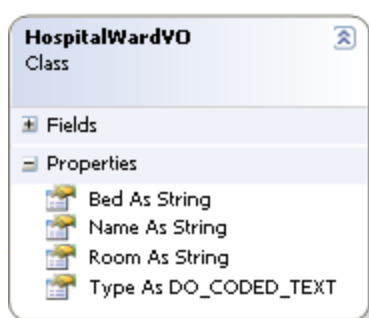 HospitalWardVO
Class
Fields
Properties
Bed As String
Name As String
Room As String
Type As DO_CODED_TEXT